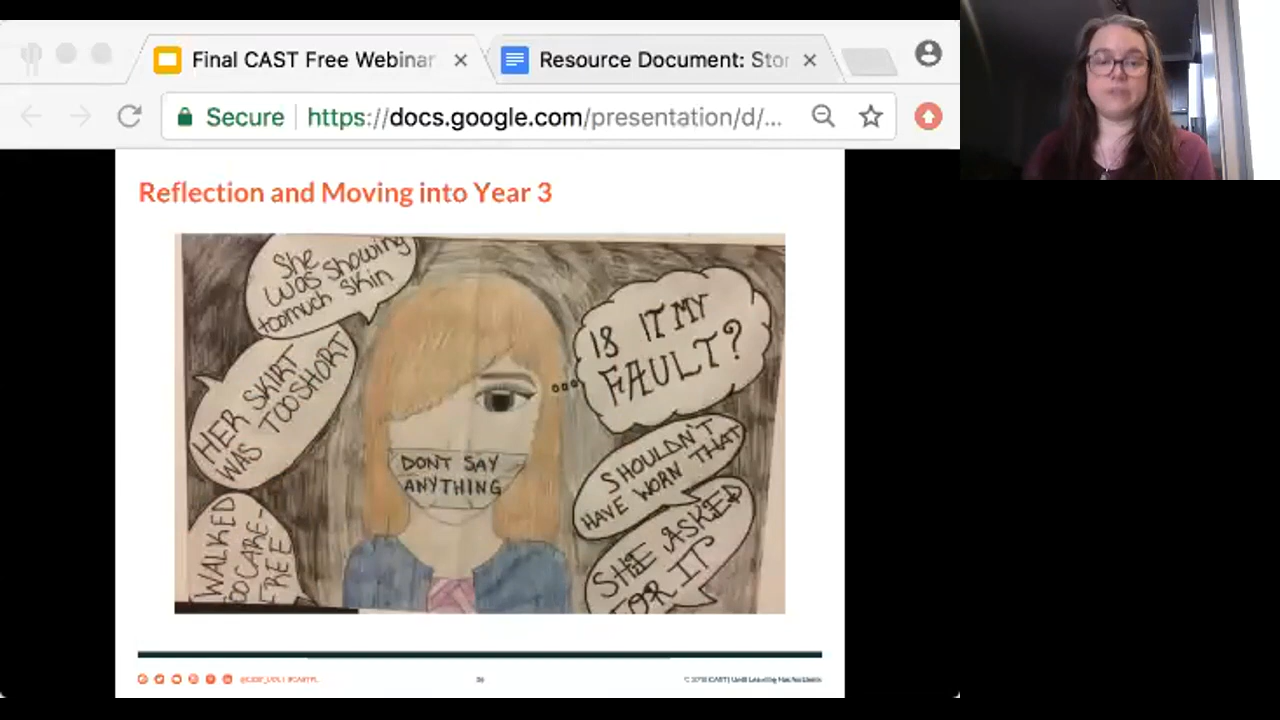 Final CAST Free Webinar
Resource Document: Stor
Secure
https://docs.google.com/presentation/d/...
Reflection and Moving into Year 3
She
was showing
too much skin
HER SKIRT
WAS TOO SHORT
WALKED
TOO CARE-
FREE
DONT SAY
ANYTHING
IS IT MY
FAULT?
SHOULDN'T
HAVE WORN THAT
SHE ASKED
FOR IT
36